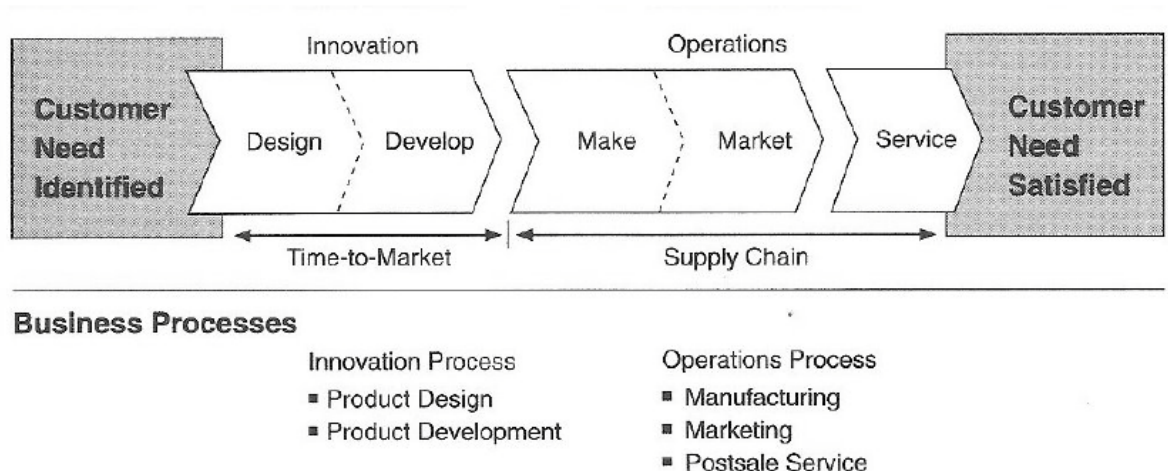 Innovation
Operations
Customer
Need
Identified
Design
Develop
Make
Market
Service
Customer
Need
Satisfied
Time-to-Market
Supply Chain
Business Processes
Innovation Process
▪ Product Design
▪ Product Development
Operations Process
▪ Manufacturing
▪ Marketing
▪ Postsale Service